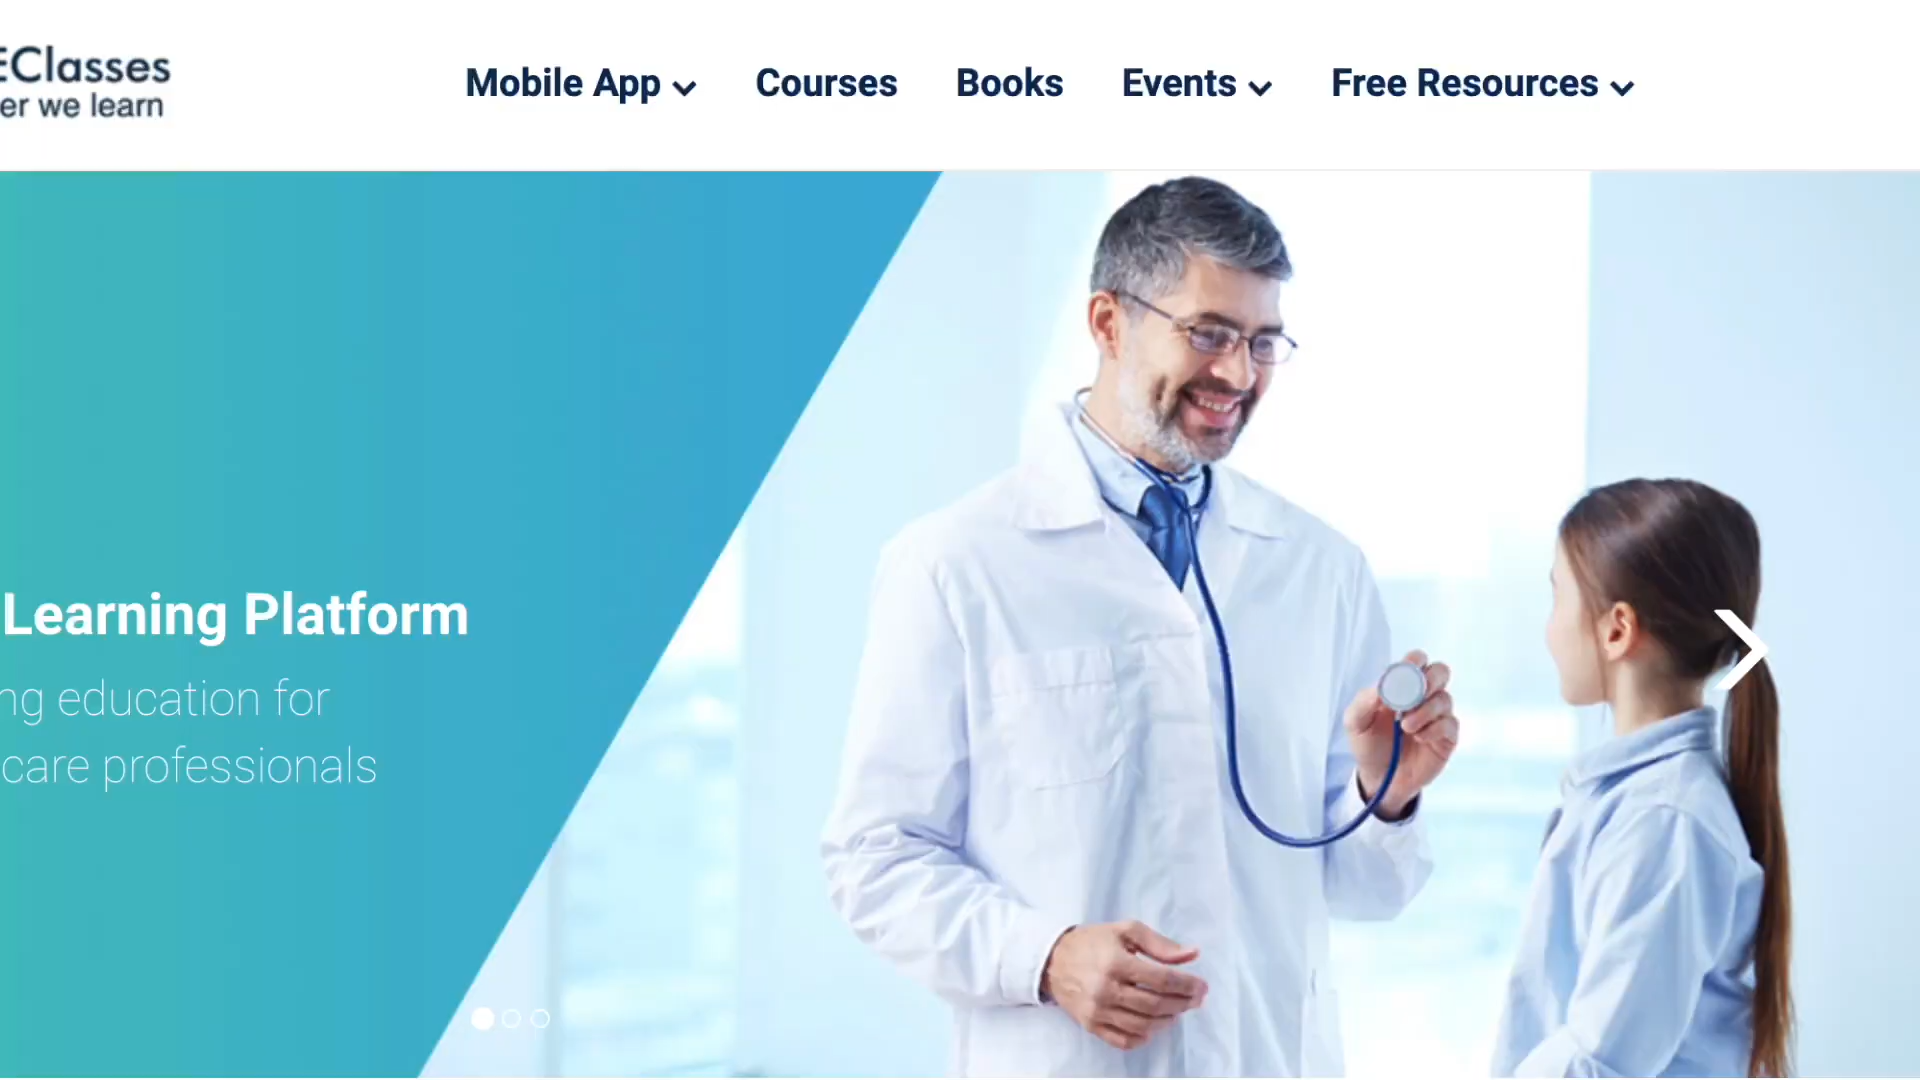 EClasses
er we learn
Mobile App Courses Books Events Free Resources
Learning Platform
ng education for
care professionals